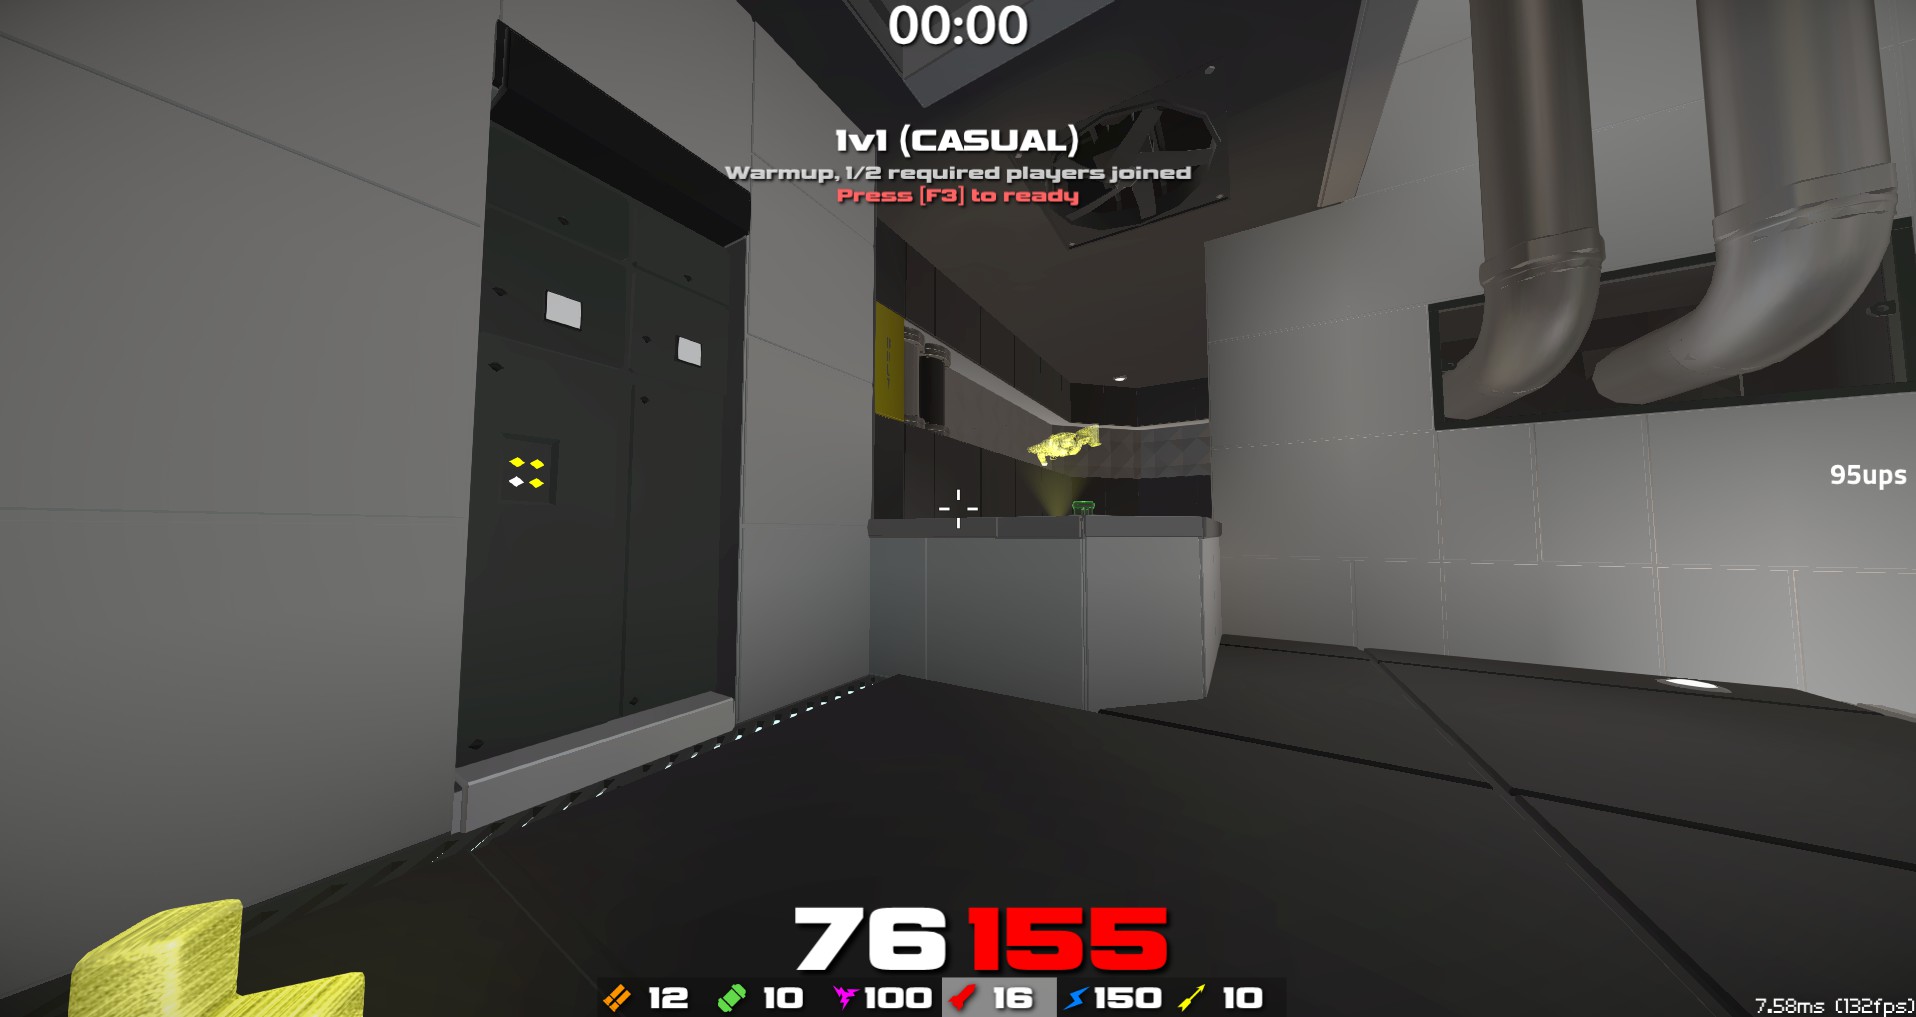 00:00
1v1 (CASUAL)
Warmup, 1/2 required players joined
Press [F3] to ready
95ups
76 155
12 10 100 16 150 10
7.58ms (132fps)